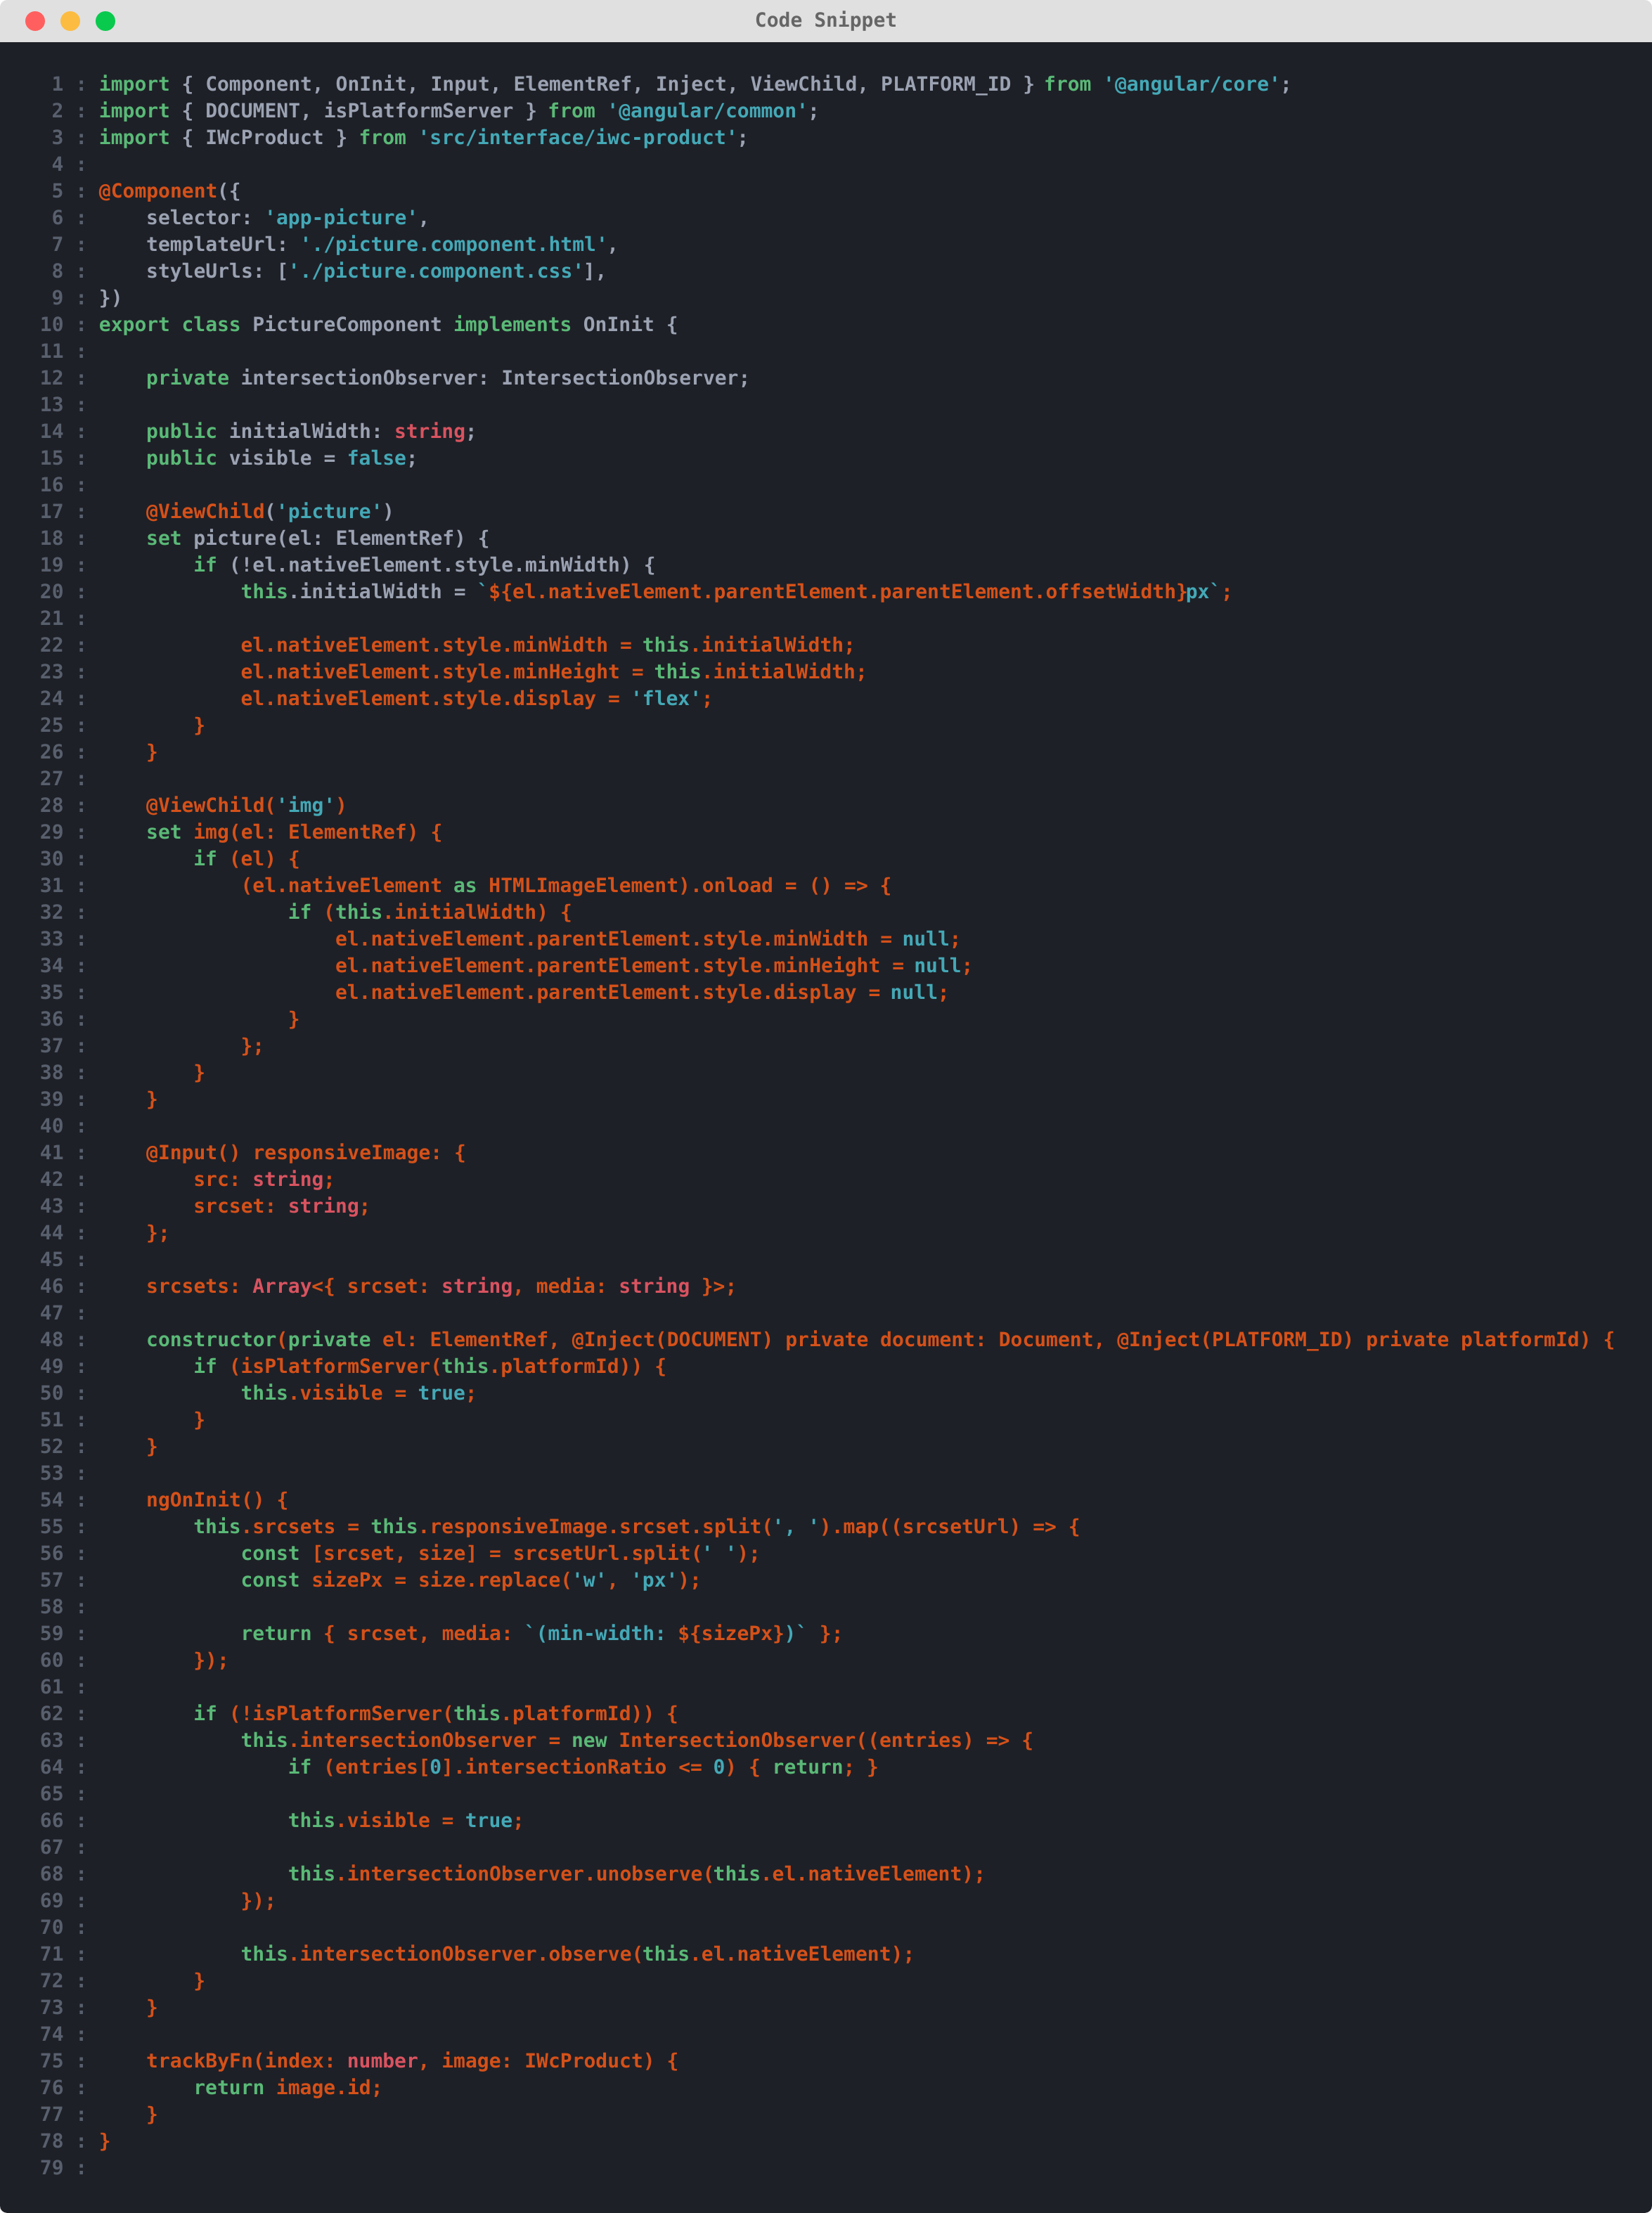 Code Snippet
1 : import { Component, OnInit, Input, ElementRef, Inject, ViewChild, PLATFORM_ID } from '@angular/core';
2 : import { DOCUMENT, isPlatformServer } from '@angular/common';
3 : import { IWcProduct } from 'src/interface/iwc-product';
4 :
5 : @Component({
6 :     selector: 'app-picture',
7 :     templateUrl: './picture.component.html',
8 :     styleUrls: ['./picture.component.css'],
9 : })
10 : export class PictureComponent implements OnInit {
11 :
12 :     private intersectionObserver: IntersectionObserver;
13 :
14 :     public initialWidth: string;
15 :     public visible = false;
16 :
17 :     @ViewChild('picture')
18 :     set picture(el: ElementRef) {
19 :         if (!el.nativeElement.style.minWidth) {
20 :             this.initialWidth = `${el.nativeElement.parentElement.parentElement.offsetWidth}px`;
21 :
22 :             el.nativeElement.style.minWidth = this.initialWidth;
23 :             el.nativeElement.style.minHeight = this.initialWidth;
24 :             el.nativeElement.style.display = 'flex';
25 :         }
26 :     }
27 :
28 :     @ViewChild('img')
29 :     set img(el: ElementRef) {
30 :         if (el) {
31 :             (el.nativeElement as HTMLImageElement).onload = () => {
32 :                 if (this.initialWidth) {
33 :                     el.nativeElement.parentElement.style.minWidth = null;
34 :                     el.nativeElement.parentElement.style.minHeight = null;
35 :                     el.nativeElement.parentElement.style.display = null;
36 :                 }
37 :             };
38 :         }
39 :     }
40 :
41 :     @Input() responsiveImage: {
42 :         src: string;
43 :         srcset: string;
44 :     };
45 :
46 :     srcsets: Array<{ srcset: string, media: string }>;
47 :
48 :     constructor(private el: ElementRef, @Inject(DOCUMENT) private document: Document, @Inject(PLATFORM_ID) private platformId) {
49 :         if (isPlatformServer(this.platformId)) {
50 :             this.visible = true;
51 :         }
52 :     }
53 :
54 :     ngOnInit() {
55 :         this.srcsets = this.responsiveImage.srcset.split(', ').map((srcsetUrl) => {
56 :             const [srcset, size] = srcsetUrl.split(' ');
57 :             const sizePx = size.replace('w', 'px');
58 :
59 :             return { srcset, media: `(min-width: ${sizePx})` };
60 :         });
61 :
62 :         if (!isPlatformServer(this.platformId)) {
63 :             this.intersectionObserver = new IntersectionObserver((entries) => {
64 :                 if (entries[0].intersectionRatio <= 0) { return; }
65 :
66 :                 this.visible = true;
67 :
68 :                 this.intersectionObserver.unobserve(this.el.nativeElement);
69 :             });
70 :
71 :             this.intersectionObserver.observe(this.el.nativeElement);
72 :         }
73 :     }
74 :
75 :     trackByFn(index: number, image: IWcProduct) {
76 :         return image.id;
77 :     }
78 : }
79 :